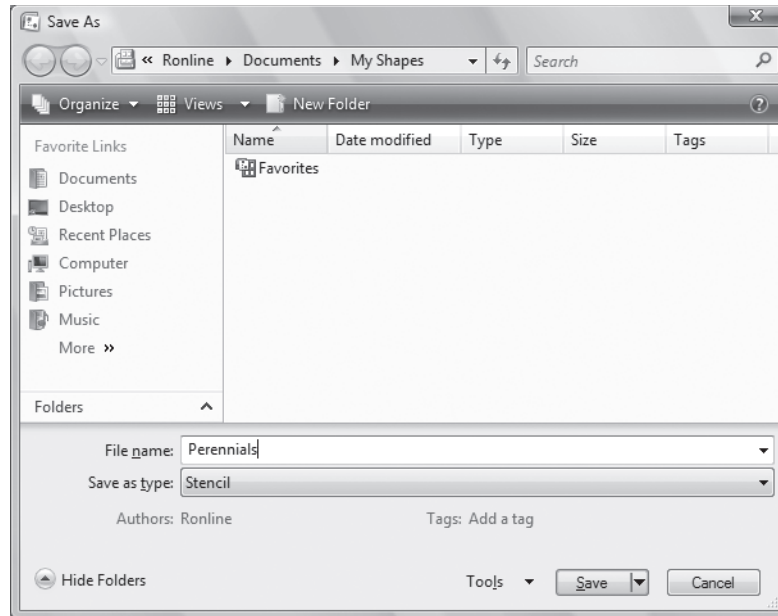 Save As
« Ronline ▸ Documents ▸ My Shapes
Search
Organize Views New Folder
Favorite Links
Documents
Desktop
Recent Places
Computer
Pictures
Music
More »
Folders
Name Date modified Type Size Tags
Favorites
File name: Perennials
Save as type: Stencil
Authors: Ronline Tags: Add a tag
Hide Folders Tools Save Cancel